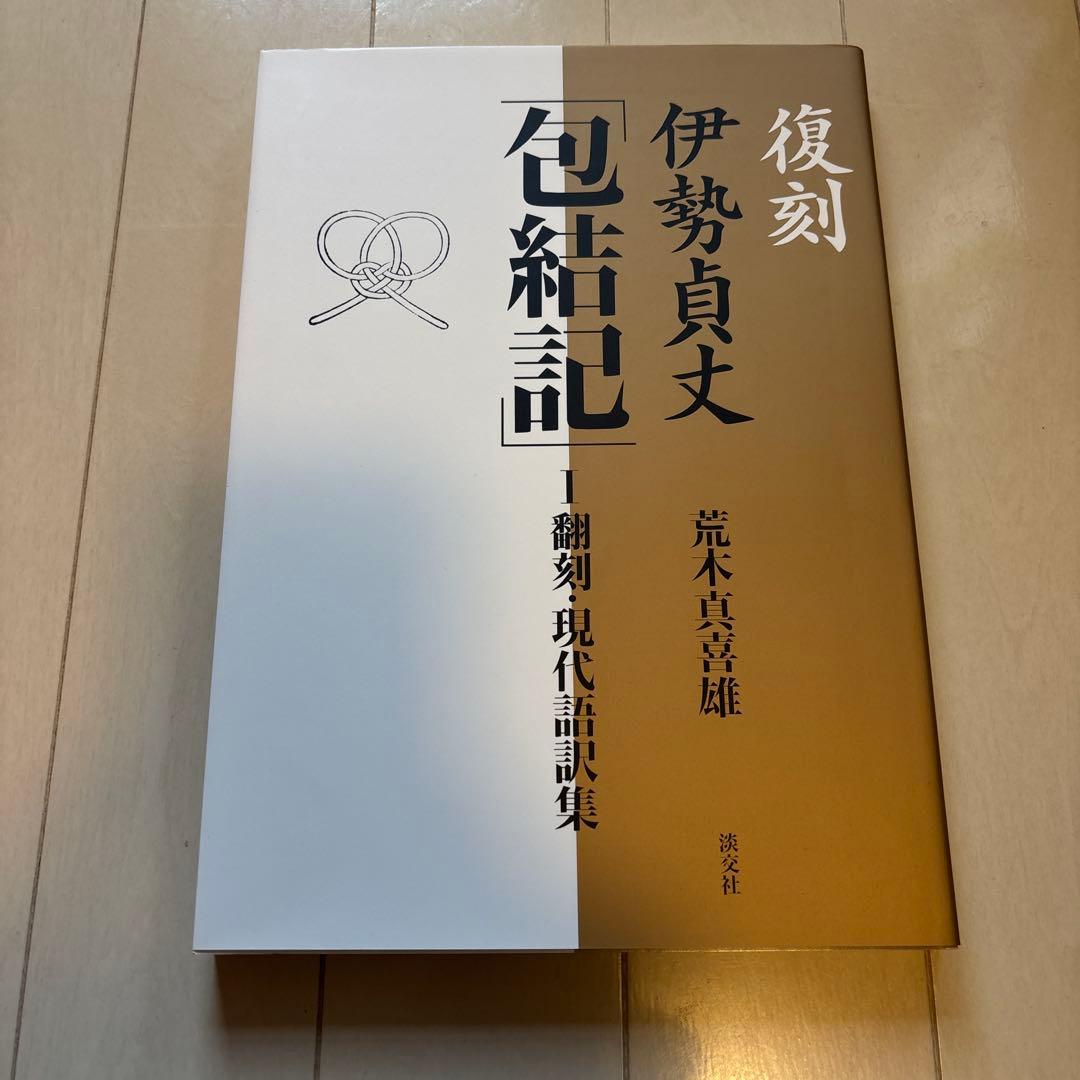 復刻
伊勢貞丈
「包結記」
I 翻刻・現代語訳集
荒木真喜雄
淡交社